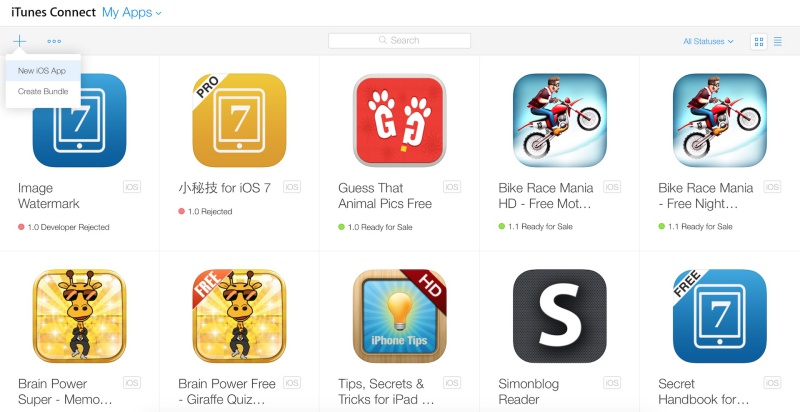 iTunes Connect My Apps
Search
All Statuses
New iOS App
Create Bundle
7
PRO
7
G
G
Image
Watermark
iOS
小秘技 for iOS 7
iOS
Guess That
Animal Pics Free
iOS
Bike Race Mania
HD - Free Mot…
iOS
Bike Race Mania
- Free Night…
iOS
1.0 Developer Rejected
1.0 Rejected
1.0 Ready for Sale
1.1 Ready for Sale
1.1 Ready for Sale
FREE
HD
iPhone Tips
S
FREE
7
Brain Power
Super - Memo…
iOS
Brain Power Free
- Giraffe Quiz…
iOS
Tips, Secrets &
Tricks for iPad …
iOS
Simonblog
Reader
iOS
Secret
Handbook for…
iOS